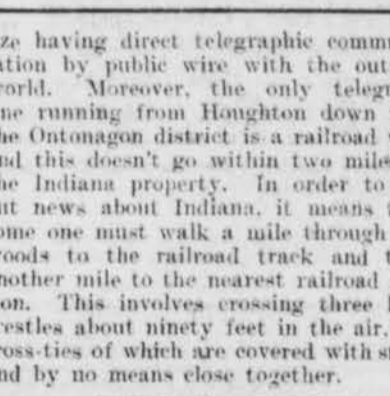 ze having direct telegraphic commu
ation by public wire with the out
world. Moreover, the only telegr
ne running from Houghton down
he Ontonagon district is a railroad
nd this doesn't go within two mile
he Indiana property. In order to
ut news about Indiana, it means t
ome one must walk a mile through
woods to the railroad track and t
nother mile to the nearest railroad
on. This involves crossing three
restles about ninety feet in the air,
ross-ties of which are covered with s
nd by no means close together.